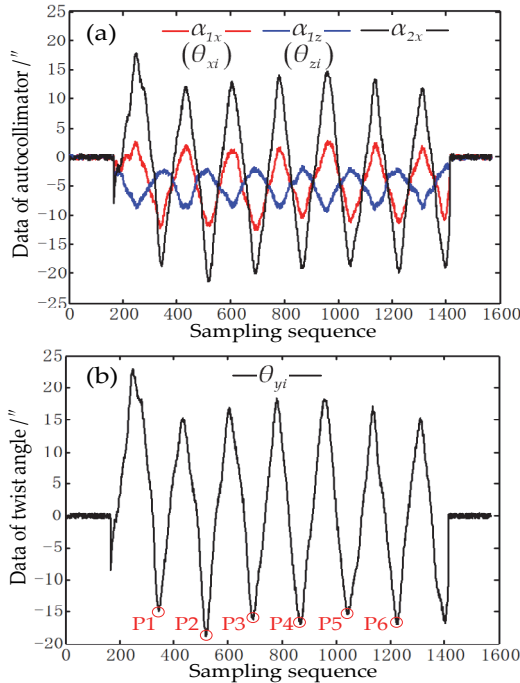 (a)
α1x α1z α2x
(θxi) (θzi)
Data of autocollimator /″
25
20
15
10
5
0
−5
−10
−15
−20
−25
0 200 400 600 800 1000 1200 1400 1600
Sampling sequence
(b)
θyi
Data of twist angle /″
25
20
15
10
5
0
−5
−10
−15
−20
P1 P2 P3 P4 P5 P6
0 200 400 600 800 1000 1200 1400 1600
Sampling sequence